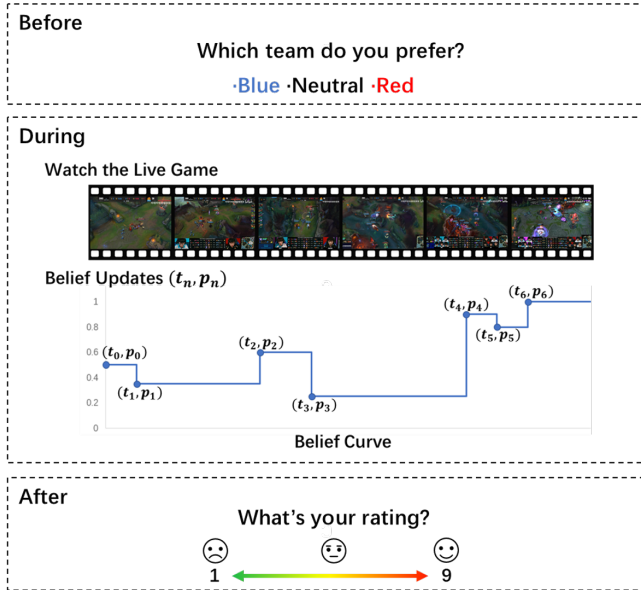 Before
Which team do you prefer?
·Blue ·Neutral ·Red
During
Watch the Live Game
Belief Updates (tₙ, pₙ)
1
0.8
0.6
0.4
0.2
0
(t₀, p₀)
(t₁, p₁)
(t₂, p₂)
(t₃, p₃)
(t₄, p₄)
(t₅, p₅)
(t₆, p₆)
Belief Curve
After
What's your rating?
1
9